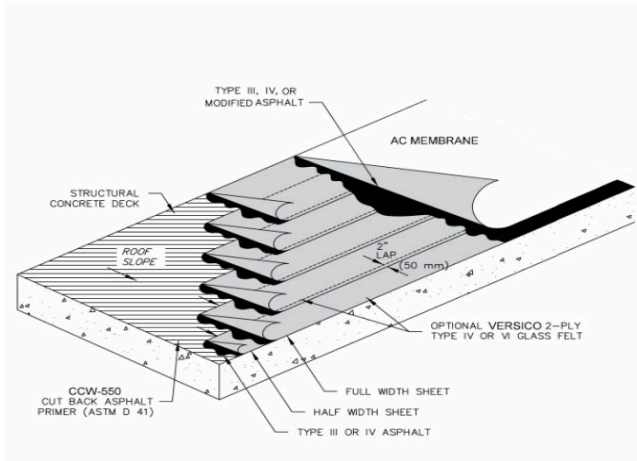 TYPE III, IV, OR
MODIFIED ASPHALT
AC MEMBRANE
STRUCTURAL
CONCRETE DECK
ROOF
SLOPE
2"
LAP
(50 mm)
OPTIONAL VERSICO 2-PLY
TYPE IV OR VI GLASS FELT
CCW-550
CUT BACK ASPHALT
PRIMER (ASTM D 41)
FULL WIDTH SHEET
HALF WIDTH SHEET
TYPE III OR IV ASPHALT